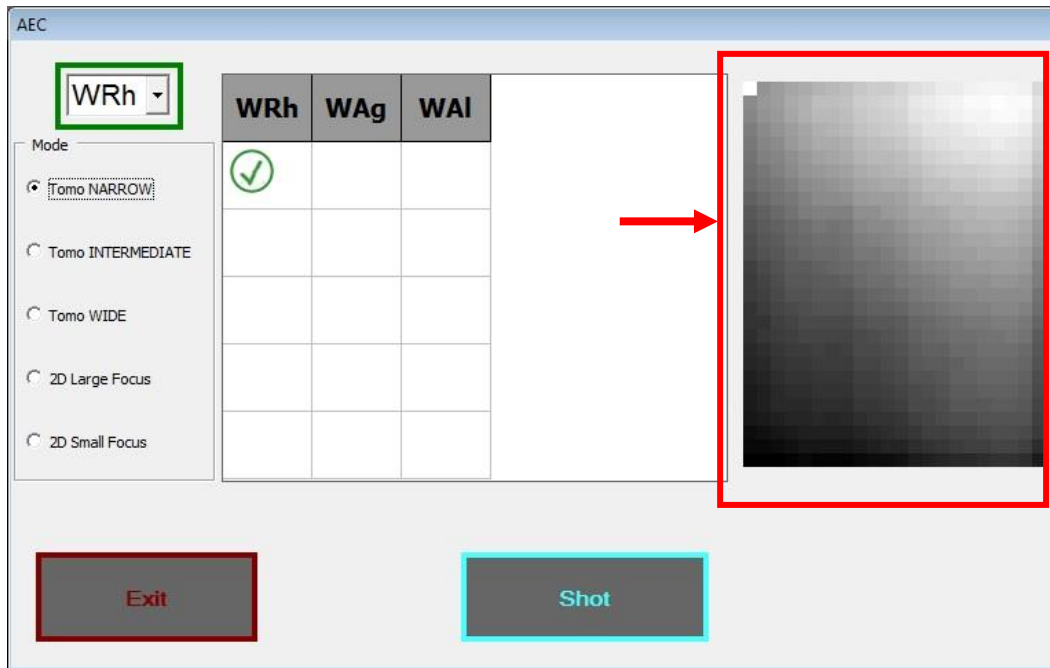 AEC
WRh
WRh WAg WAl
Mode
Tomo NARROW
Tomo INTERMEDIATE
Tomo WIDE
2D Large Focus
2D Small Focus
Exit
Shot